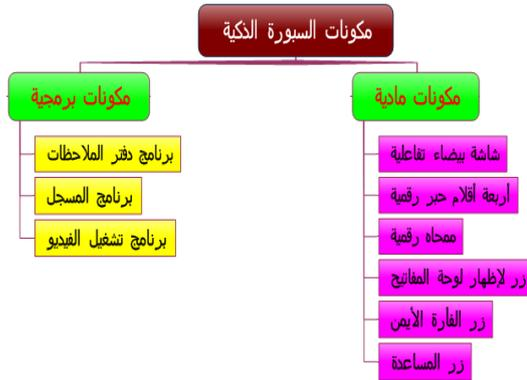 مكونات السبورة الذكية
مكونات مادية
شاشة بيضاء تفاعلية
أربعة أقلام حبر رقمية
ممحاه رقمية
زر لإظهار لوحة المفاتيح
زر الفأرة الأيمن
زر المساعدة
مكونات برمجية
برنامج دفتر الملاحظات
برنامج المسجل
برنامج تشغيل الفيديو